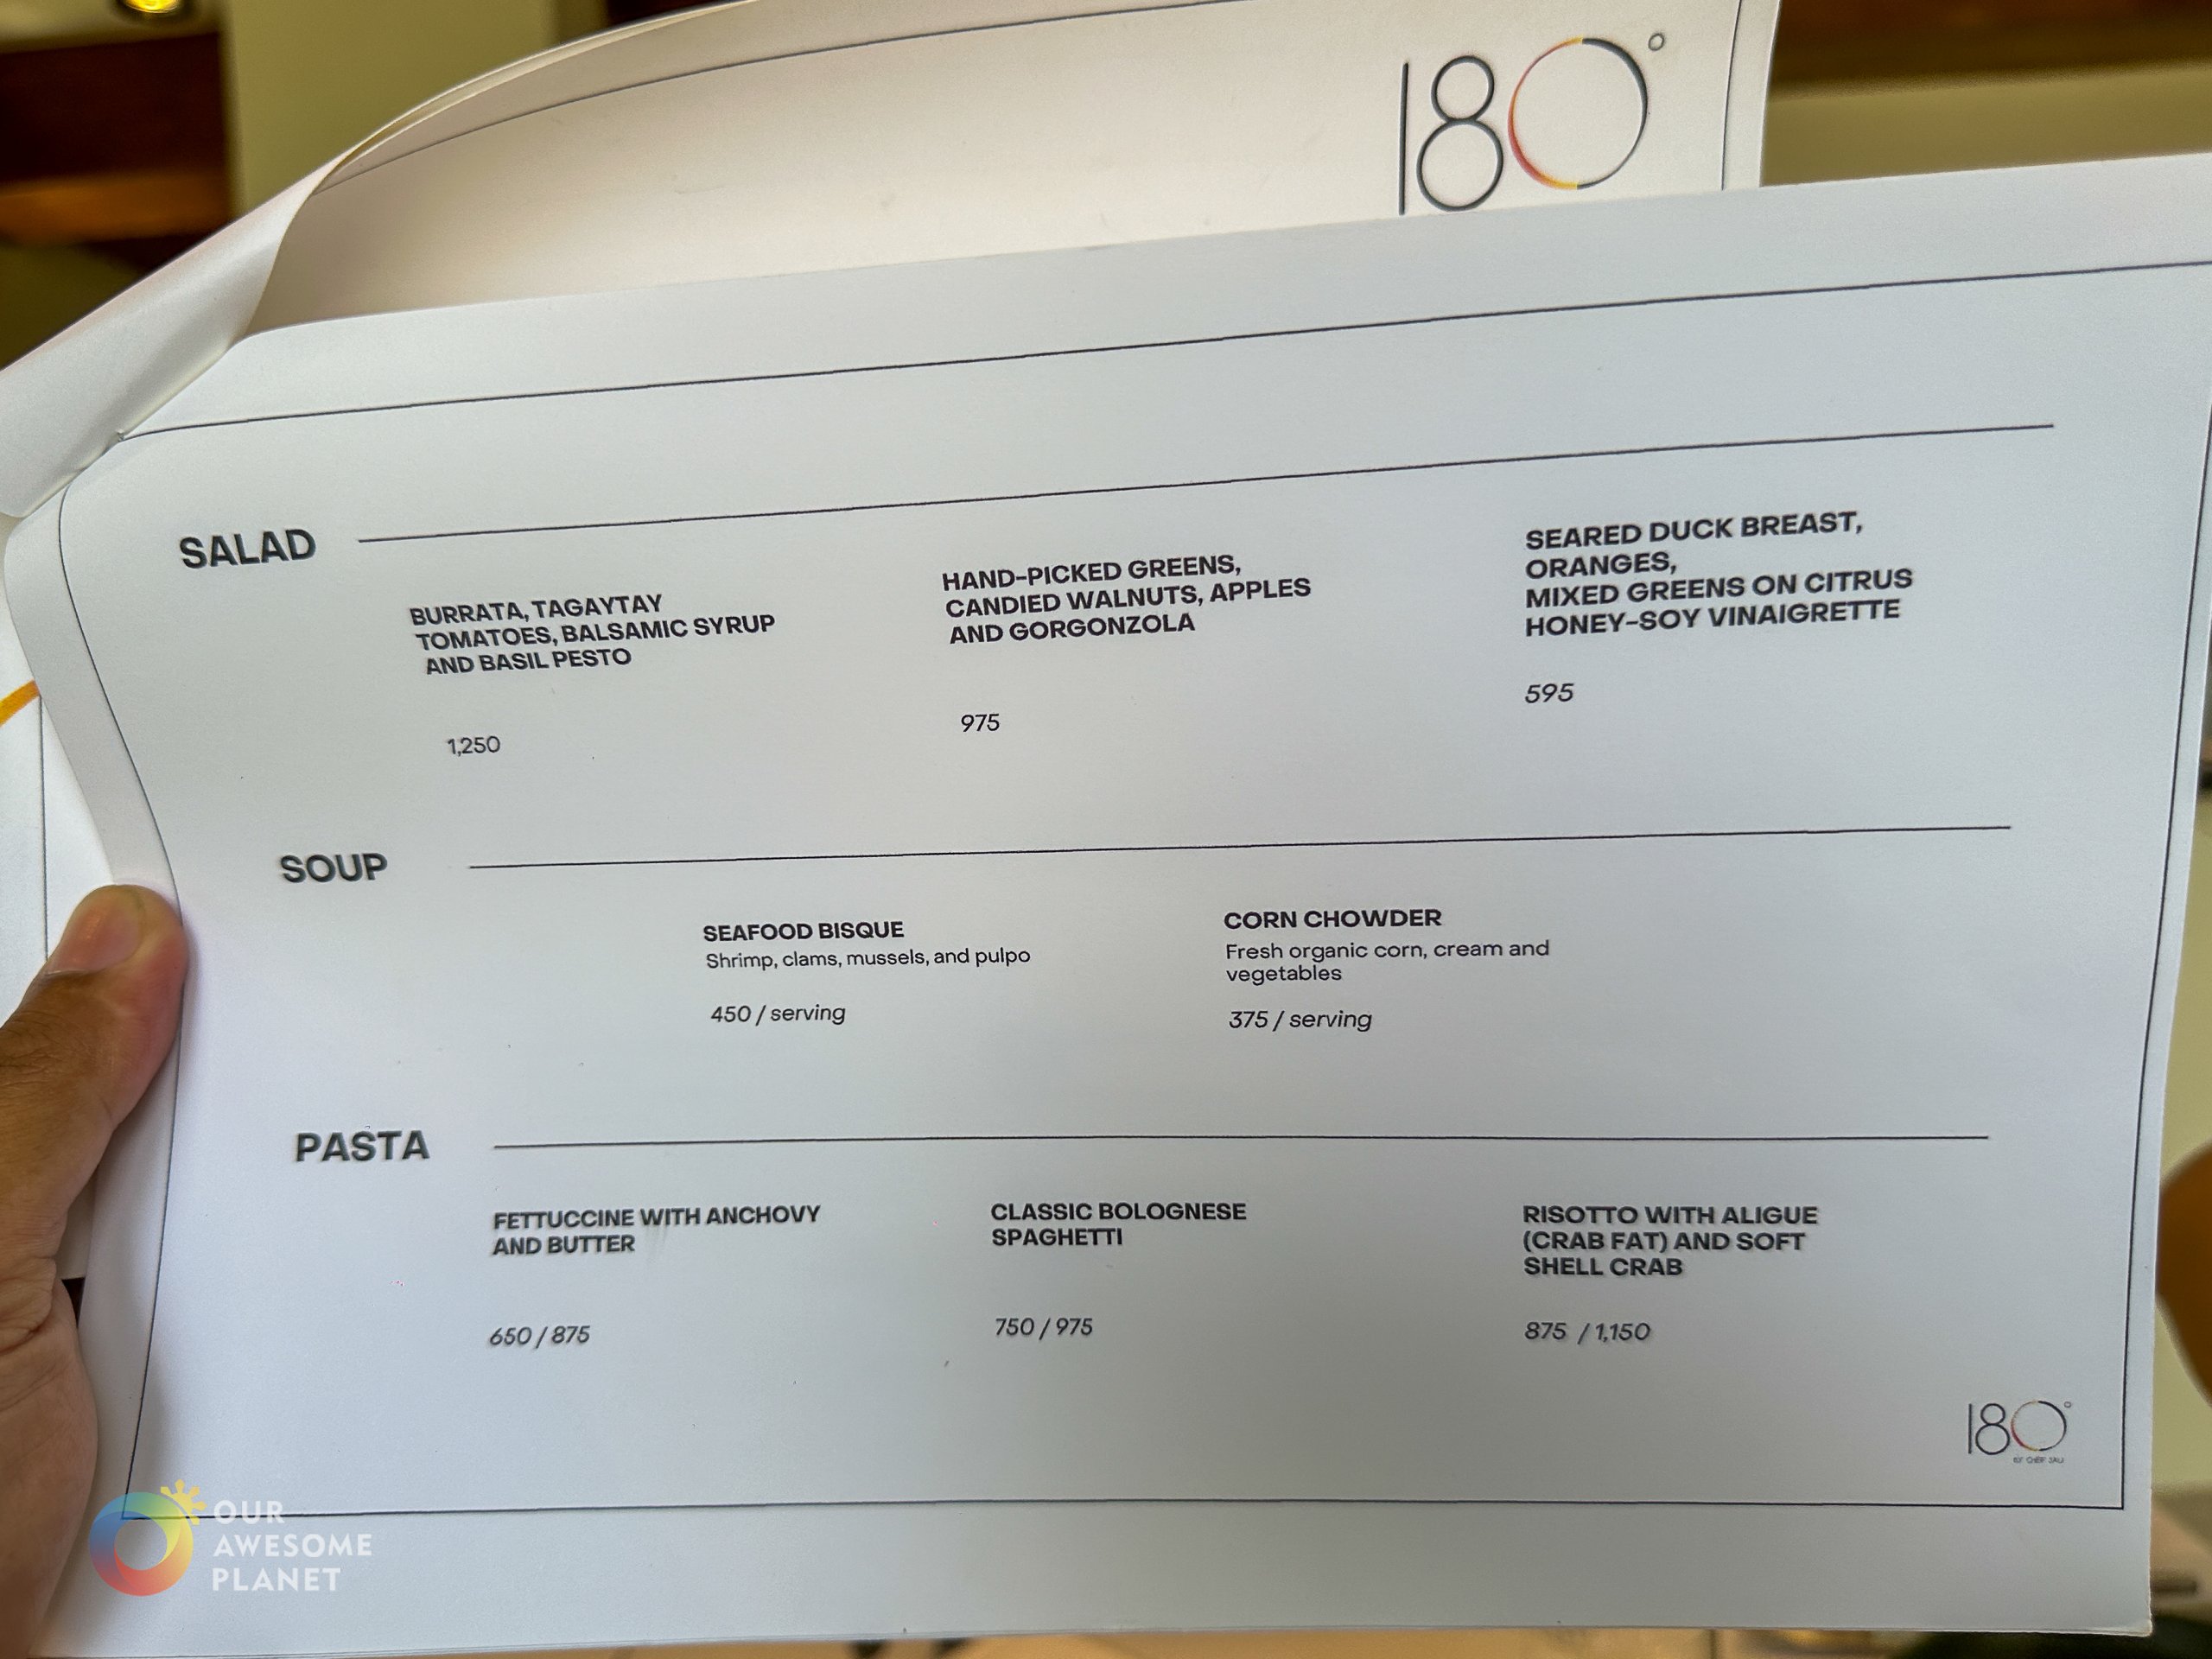 180°
SALAD
BURRATA, TAGAYTAY
TOMATOES, BALSAMIC SYRUP
AND BASIL PESTO
1,250
HAND-PICKED GREENS,
CANDIED WALNUTS, APPLES
AND GORGONZOLA
975
SEARED DUCK BREAST,
ORANGES,
MIXED GREENS ON CITRUS
HONEY-SOY VINAIGRETTE
595
SOUP
SEAFOOD BISQUE
Shrimp, clams, mussels, and pulpo
450 / serving
CORN CHOWDER
Fresh organic corn, cream and
vegetables
375 / serving
PASTA
FETTUCCINE WITH ANCHOVY
AND BUTTER
650 / 875
CLASSIC BOLOGNESE
SPAGHETTI
750 / 975
RISOTTO WITH ALIGUE
(CRAB FAT) AND SOFT
SHELL CRAB
875 / 1,150
180°
BY CHEF
OUR
AWESOME
PLANET